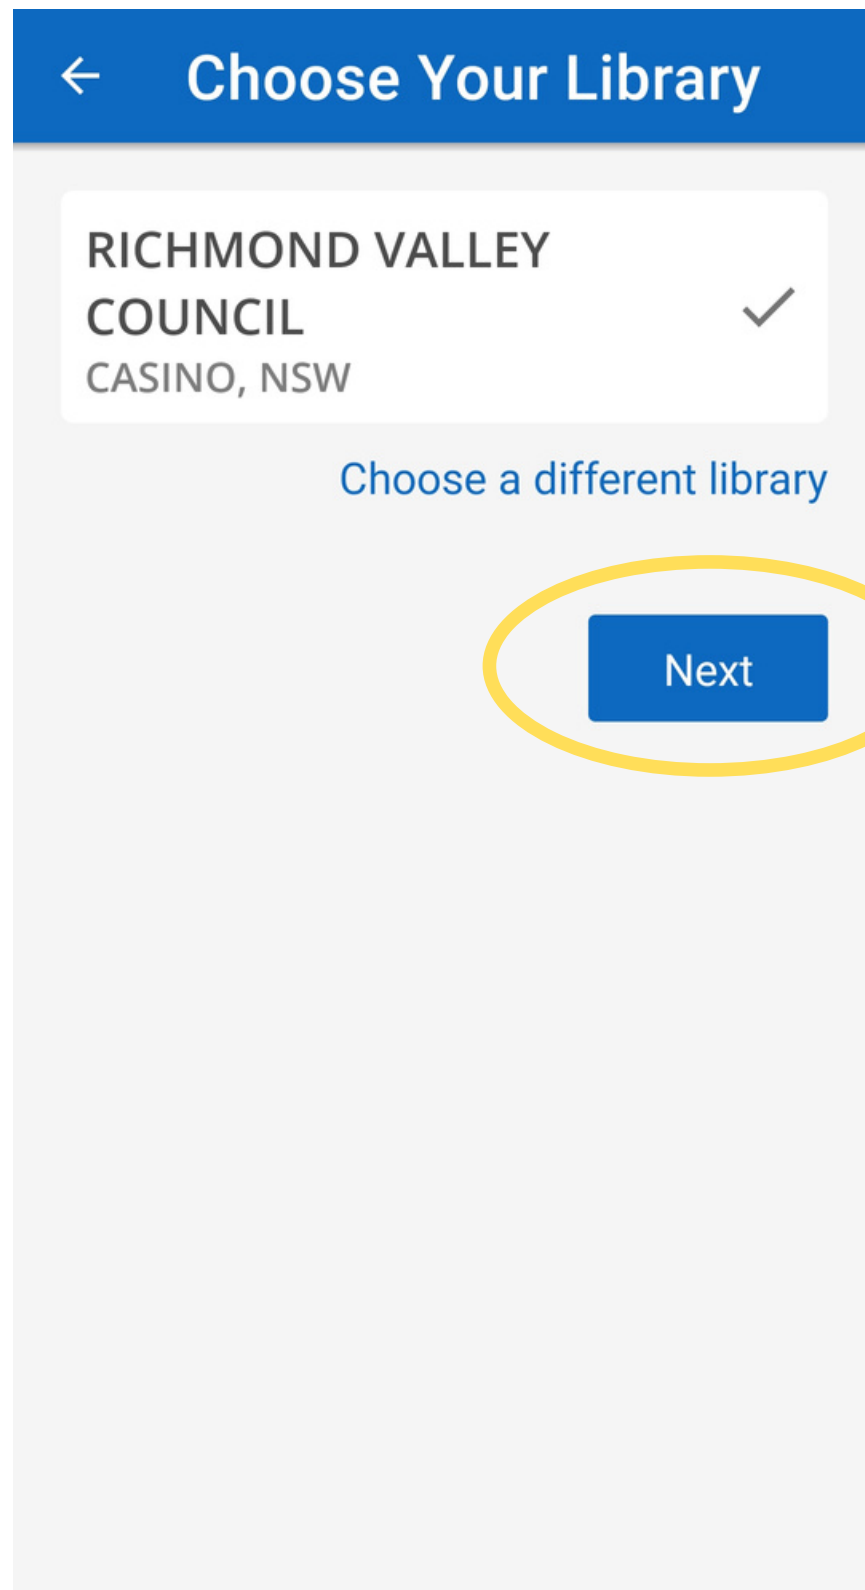 Choose Your Library
RICHMOND VALLEY
COUNCIL
CASINO, NSW
Choose a different library
Next